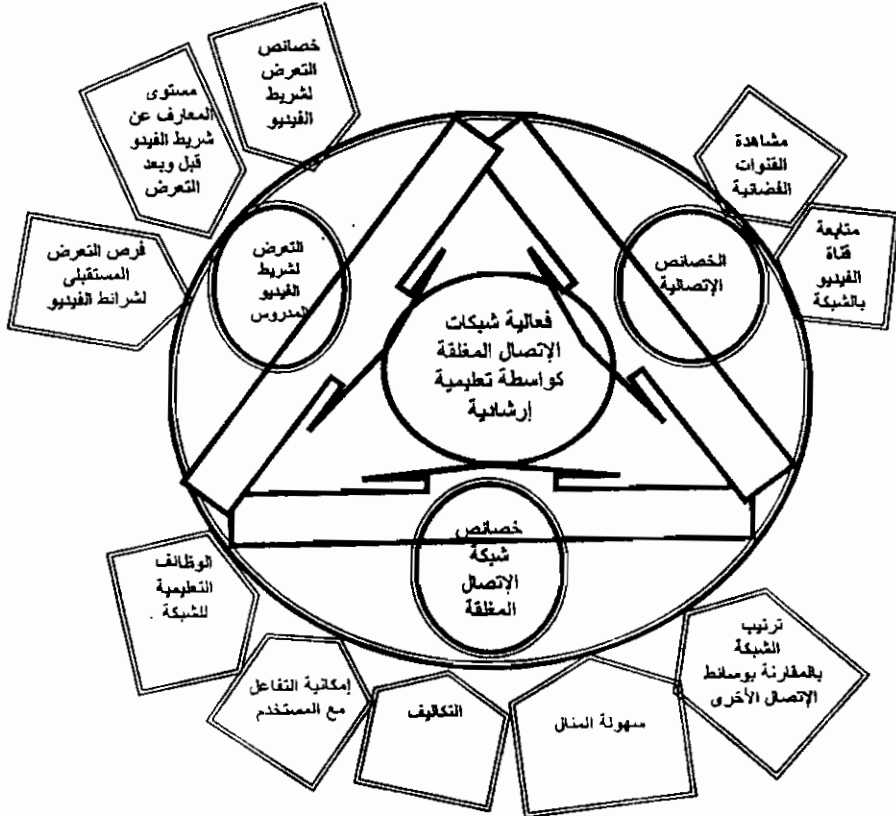 خصائص
التعرض
لشريط
الفيديو
مستوى
المعارف عن
شريط الفيدو
قبل وبعد
التعرض
فرص التعرض
المستقبلى
لشرائط الفيديو
مشاهدة
القنوات
الفضائية
متابعة
قناة
الفيديو
بالشبكة
التعرض
لشريط
الفيديو
المدروس
الخصائص
الإتصالية
فعالية شبكات
الإتصال المغلقة
كواسطة تعليمية
إرشادية
خصائص
شبكة
الإتصال
المغلقة
الوظائف
التعليمية
للشبكة
إمكانية التفاعل
مع المستخدم
التكاليف
سهولة المنال
ترتيب
الشبكة
بالمقارنة بوسائط
الإتصال الأخرى